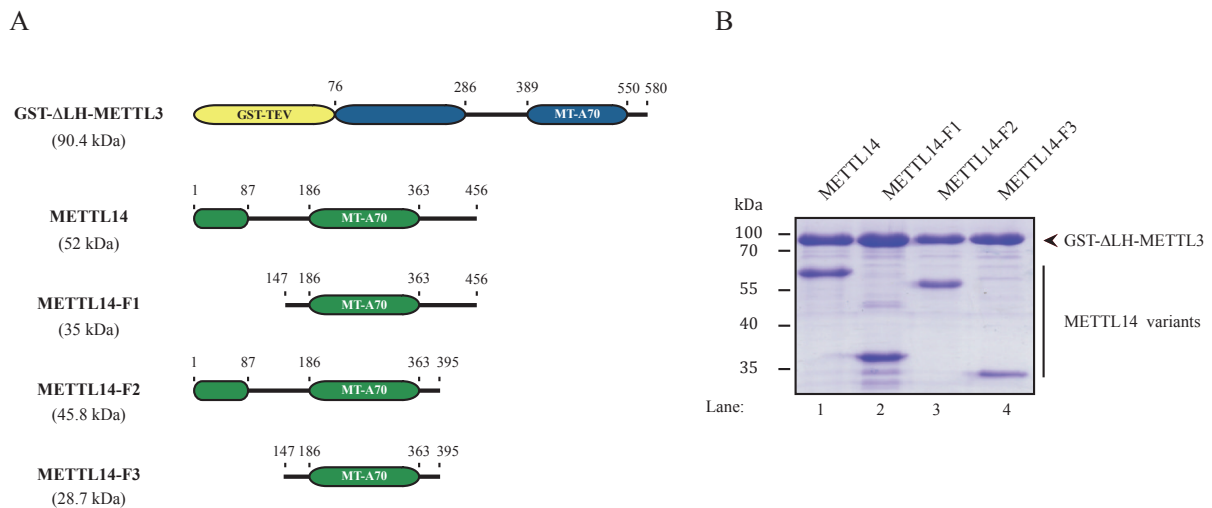 A
76 286 389 550 580
GST-ΔLH-METTL3 GST-TEV MT-A70
(90.4 kDa)
1 87 186 363 456
METTL14 MT-A70
(52 kDa)
147 186 363 456
METTL14-F1 MT-A70
(35 kDa)
1 87 186 363 395
METTL14-F2 MT-A70
(45.8 kDa)
147 186 363 395
METTL14-F3 MT-A70
(28.7 kDa)
B
METTL14 METTL14-F1 METTL14-F2 METTL14-F3
kDa
100 GST-ΔLH-METTL3
70
55
METTL14 variants
40
35
Lane: 1 2 3 4